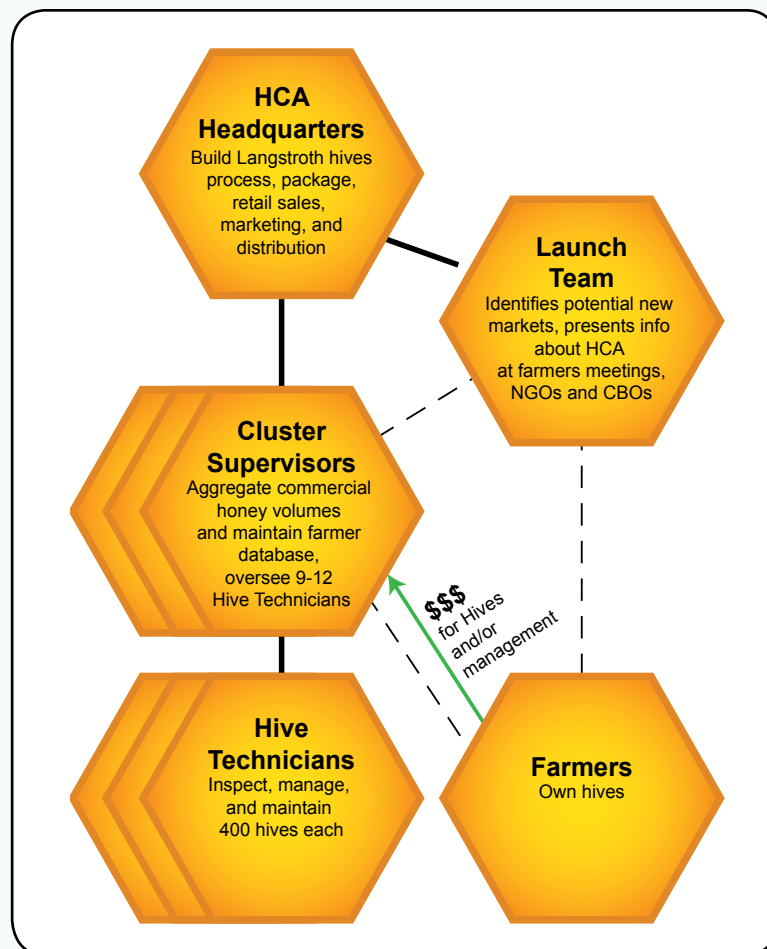 HCA
Headquarters
Build Langstroth hives
process, package,
retail sales,
marketing, and
distribution
Launch
Team
Identifies potential new
markets, presents info
about HCA
at farmers meetings,
NGOs and CBOs
Cluster
Supervisors
Aggregate commercial
honey volumes
and maintain farmer
database,
oversee 9-12
Hive Technicians
$$$
for Hives
and/or
management
Hive
Technicians
Inspect, manage,
and maintain
400 hives each
Farmers
Own hives